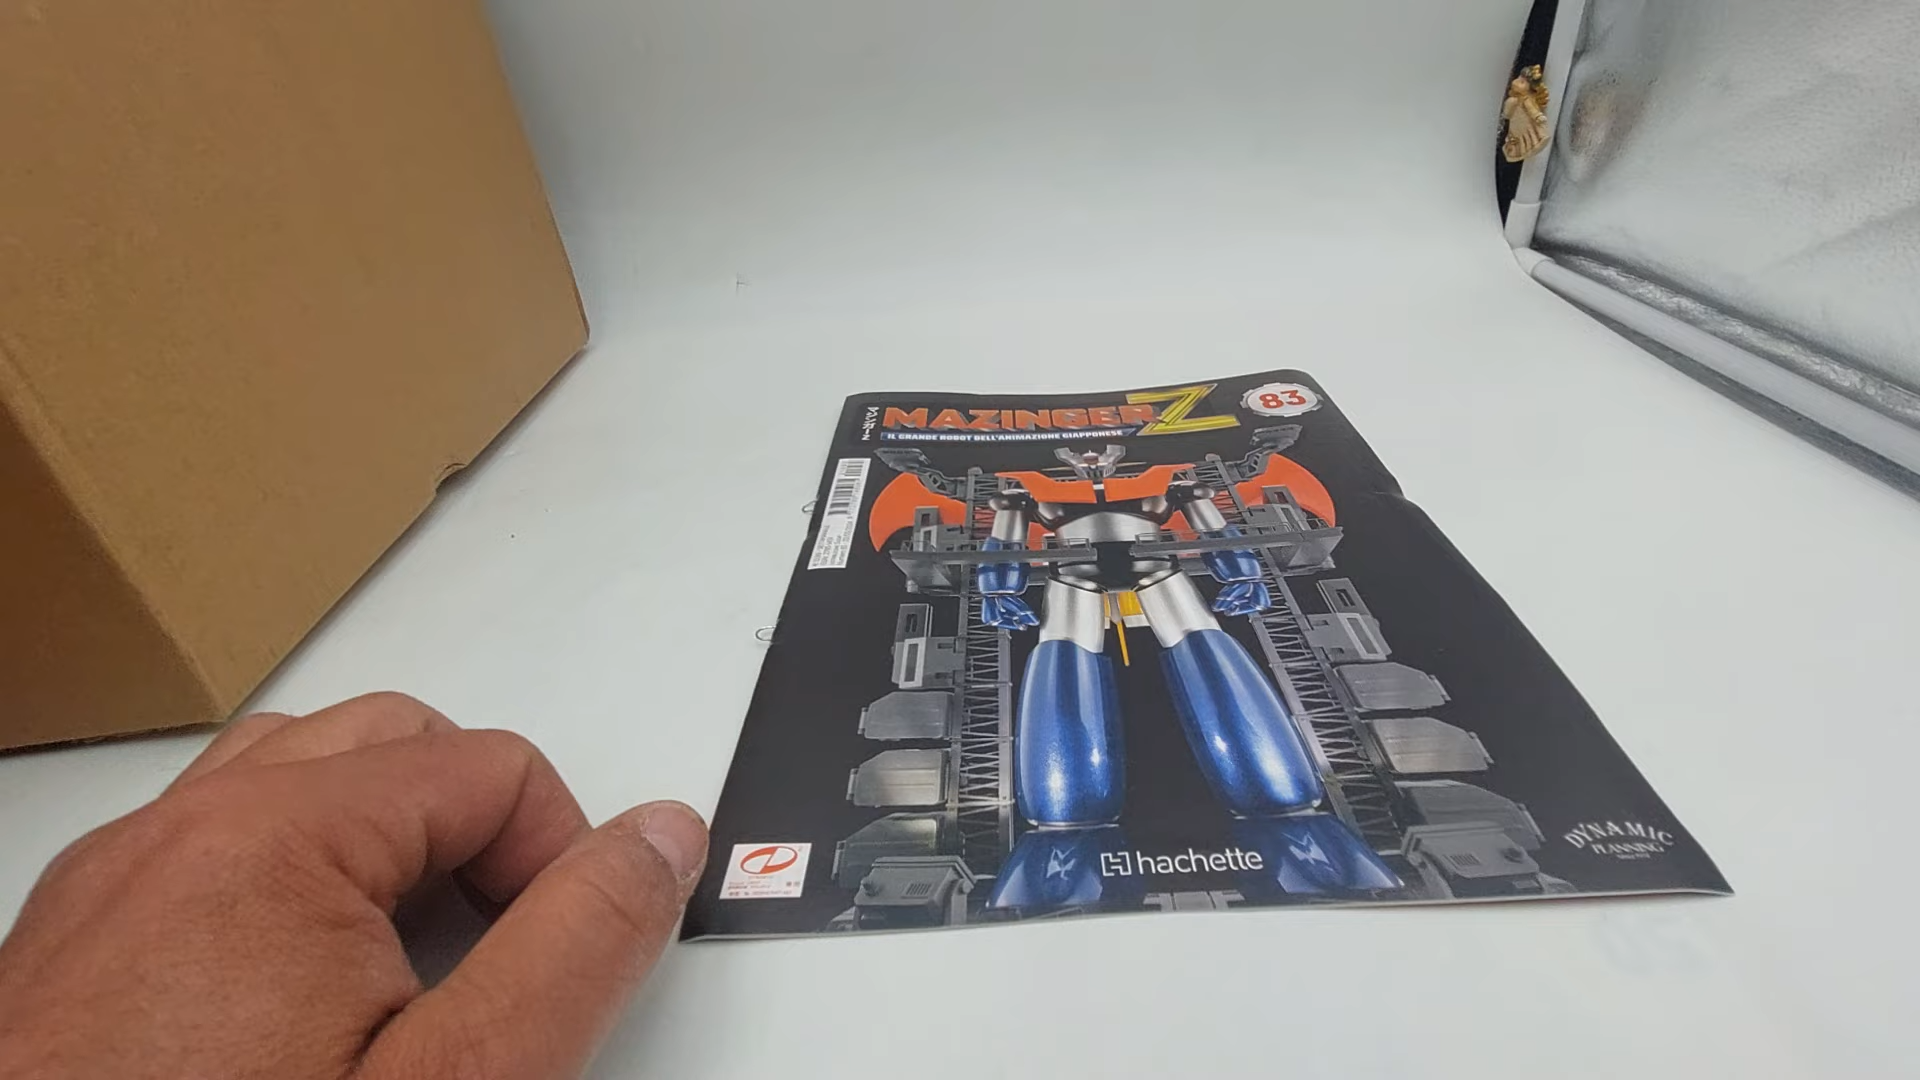 MAZINGER Z
83
IL GRANDE ROBOT DELL'ANIMAZIONE GIAPPONESE
hachette
DYNAMIC
PLANNING